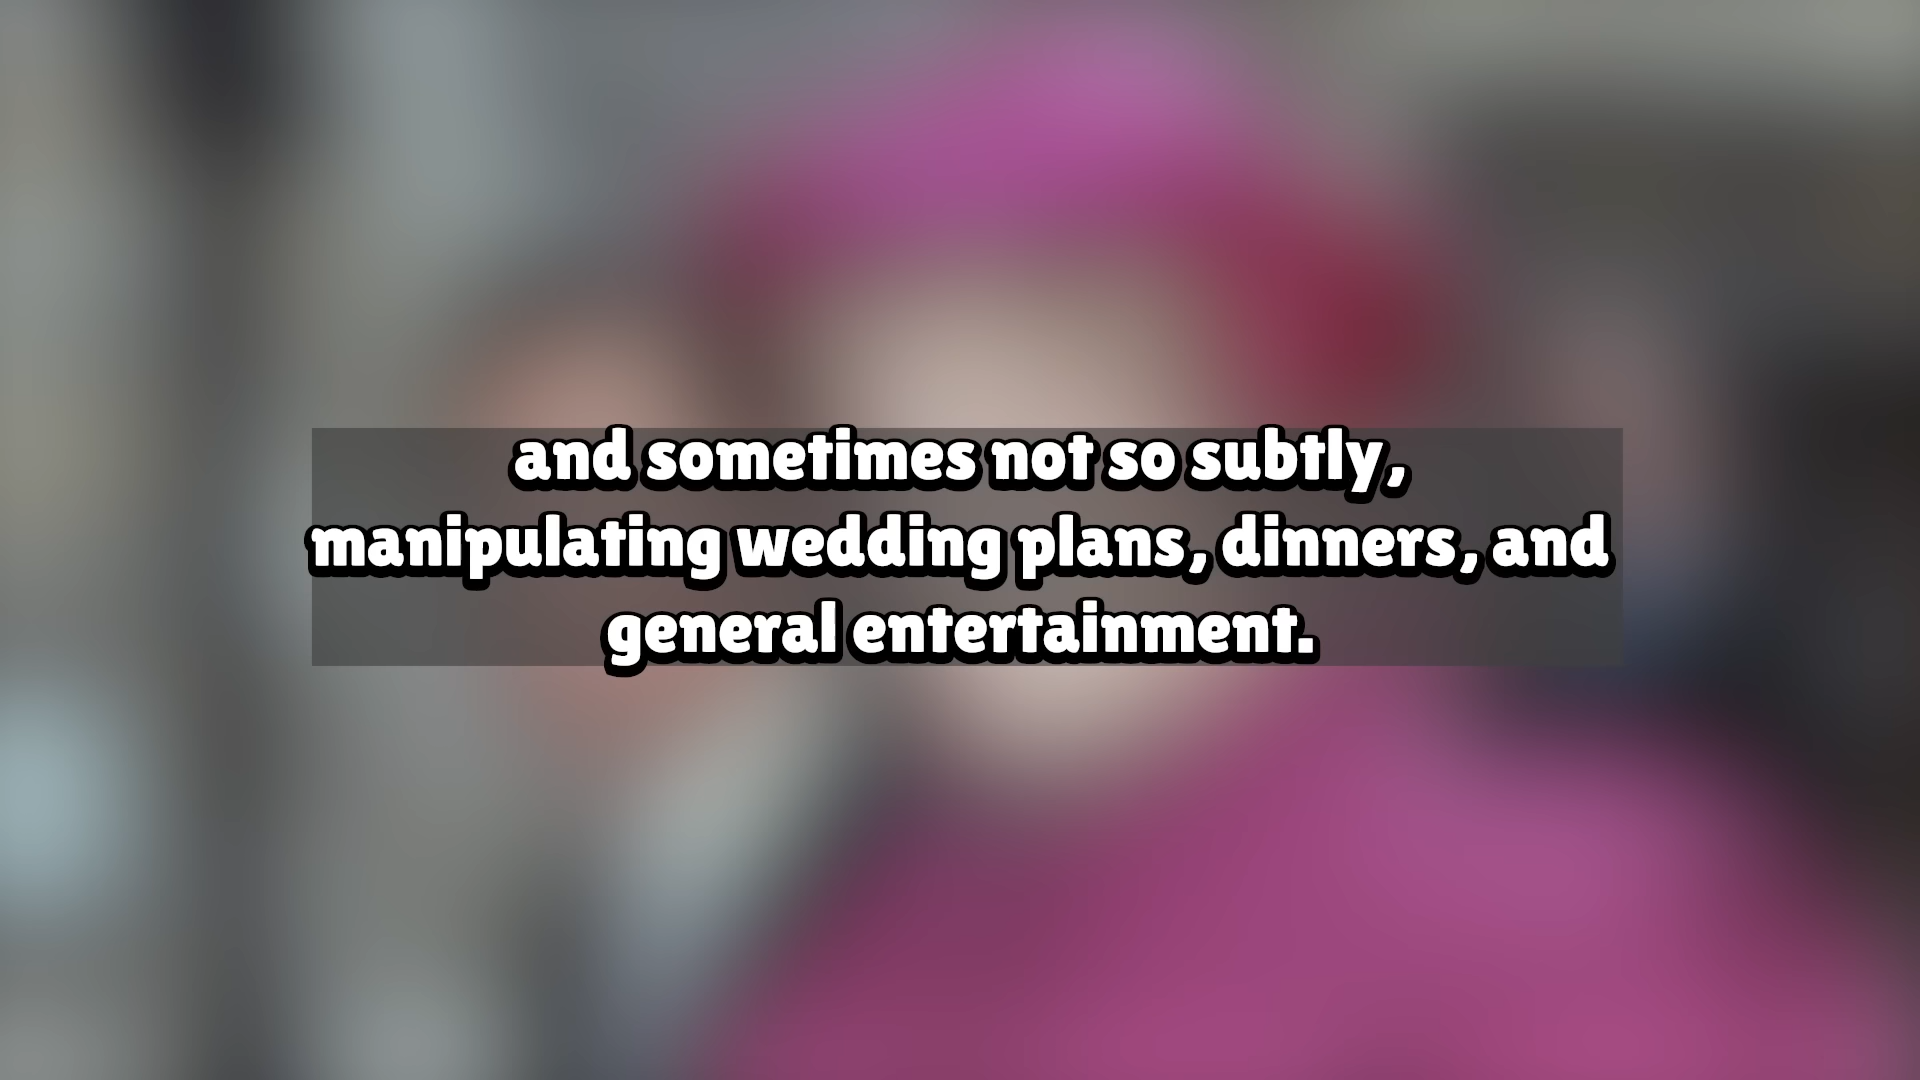 and sometimes not so subtly,
manipulating wedding plans, dinners, and
general entertainment.